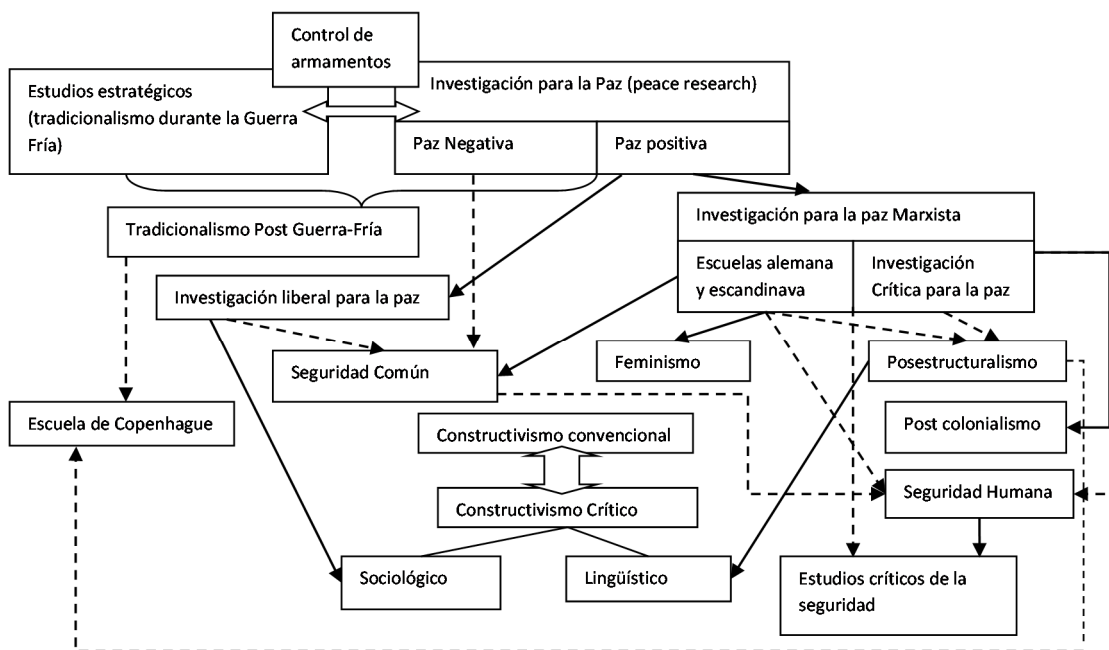 Control de
armamentos
Estudios estratégicos
(tradicionalismo durante la Guerra
Fría)
Investigación para la Paz (peace research)
Paz Negativa
Paz positiva
Tradicionalismo Post Guerra-Fría
Investigación para la paz Marxista
Escuelas alemana
y escandinava
Investigación
Crítica para la paz
Investigación liberal para la paz
Seguridad Común
Feminismo
Posestructuralismo
Escuela de Copenhague
Constructivismo convencional
Post colonialismo
Constructivismo Crítico
Seguridad Humana
Sociológico
Lingüístico
Estudios críticos de la
seguridad